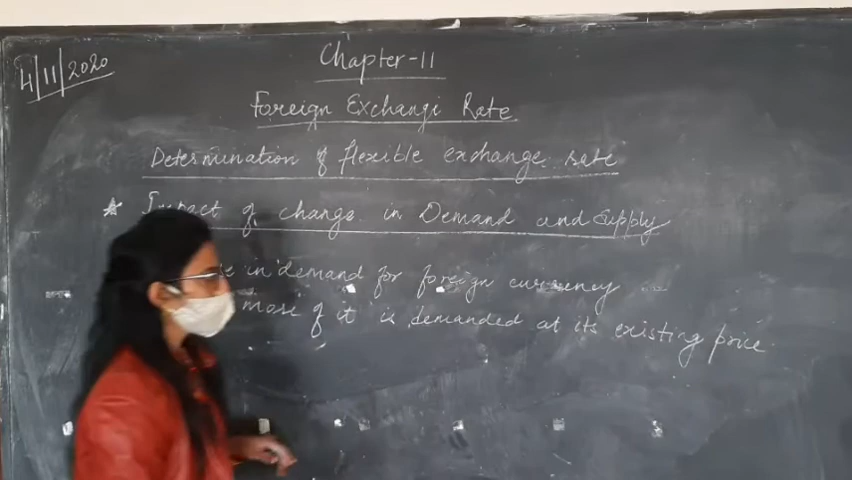 4/11/2020
Chapter-11
Foreign Exchangi Rate
Determination of flexible exchange rate
* Impact of change in Demand and Supply
in demand for foreign currency
more of it is demanded at its existing price